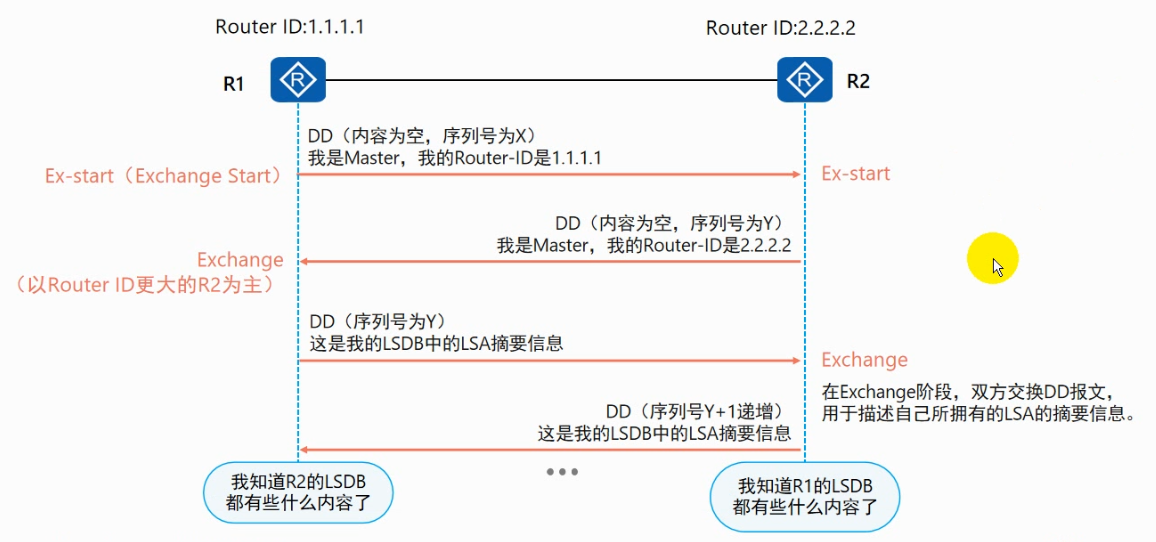 Router ID:1.1.1.1
Router ID:2.2.2.2
R1
R
R
R2
DD（内容为空，序列号为X）
我是Master，我的Router-ID是1.1.1.1
Ex-start（Exchange Start）
Ex-start
DD（内容为空，序列号为Y）
我是Master，我的Router-ID是2.2.2.2
Exchange
（以Router ID更大的R2为主）
DD（序列号为Y）
这是我的LSDB中的LSA摘要信息
Exchange
在Exchange阶段，双方交换DD报文，
用于描述自己所拥有的LSA的摘要信息。
DD（序列号Y+1递增）
这是我的LSDB中的LSA摘要信息
我知道R2的LSDB
都有些什么内容了
我知道R1的LSDB
都有些什么内容了